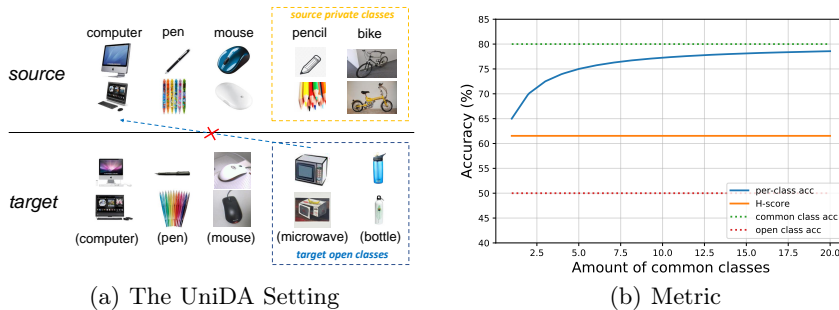 source private classes
computer pen mouse pencil bike
source
target
(computer) (pen) (mouse) (microwave) (bottle)
target open classes
(a) The UniDA Setting
85
80
75
70
65
60
55
50
45
40
Accuracy (%)
per-class acc
H-score
common class acc
open class acc
2.5 5.0 7.5 10.0 12.5 15.0 17.5 20.0
Amount of common classes
(b) Metric